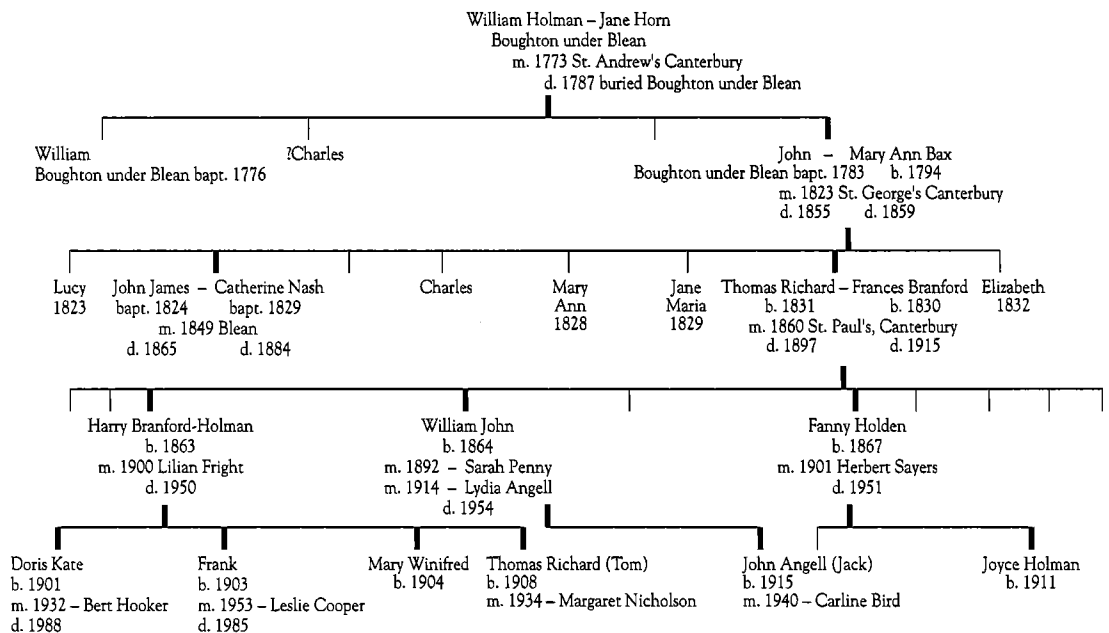 William Holman – Jane Horn
Boughton under Blean
m. 1773 St. Andrew's Canterbury
d. 1787 buried Boughton under Blean
William
Boughton under Blean bapt. 1776
?Charles
John – Mary Ann Bax
Boughton under Blean bapt. 1783 b. 1794
m. 1823 St. George's Canterbury
d. 1855 d. 1859
Lucy
1823
John James – Catherine Nash
bapt. 1824 bapt. 1829
m. 1849 Blean
d. 1865 d. 1884
Charles
Mary
Ann
1828
Jane
Maria
1829
Thomas Richard – Frances Branford
b. 1831 b. 1830
m. 1860 St. Paul's, Canterbury
d. 1897 d. 1915
Elizabeth
1832
Harry Branford-Holman
b. 1863
m. 1900 Lilian Fright
d. 1950
William John
b. 1864
m. 1892 – Sarah Penny
m. 1914 – Lydia Angell
d. 1954
Fanny Holden
b. 1867
m. 1901 Herbert Sayers
d. 1951
Doris Kate
b. 1901
m. 1932 – Bert Hooker
d. 1988
Frank
b. 1903
m. 1953 – Leslie Cooper
d. 1985
Mary Winifred
b. 1904
Thomas Richard (Tom)
b. 1908
m. 1934 – Margaret Nicholson
John Angell (Jack)
b. 1915
m. 1940 – Carline Bird
Joyce Holman
b. 1911